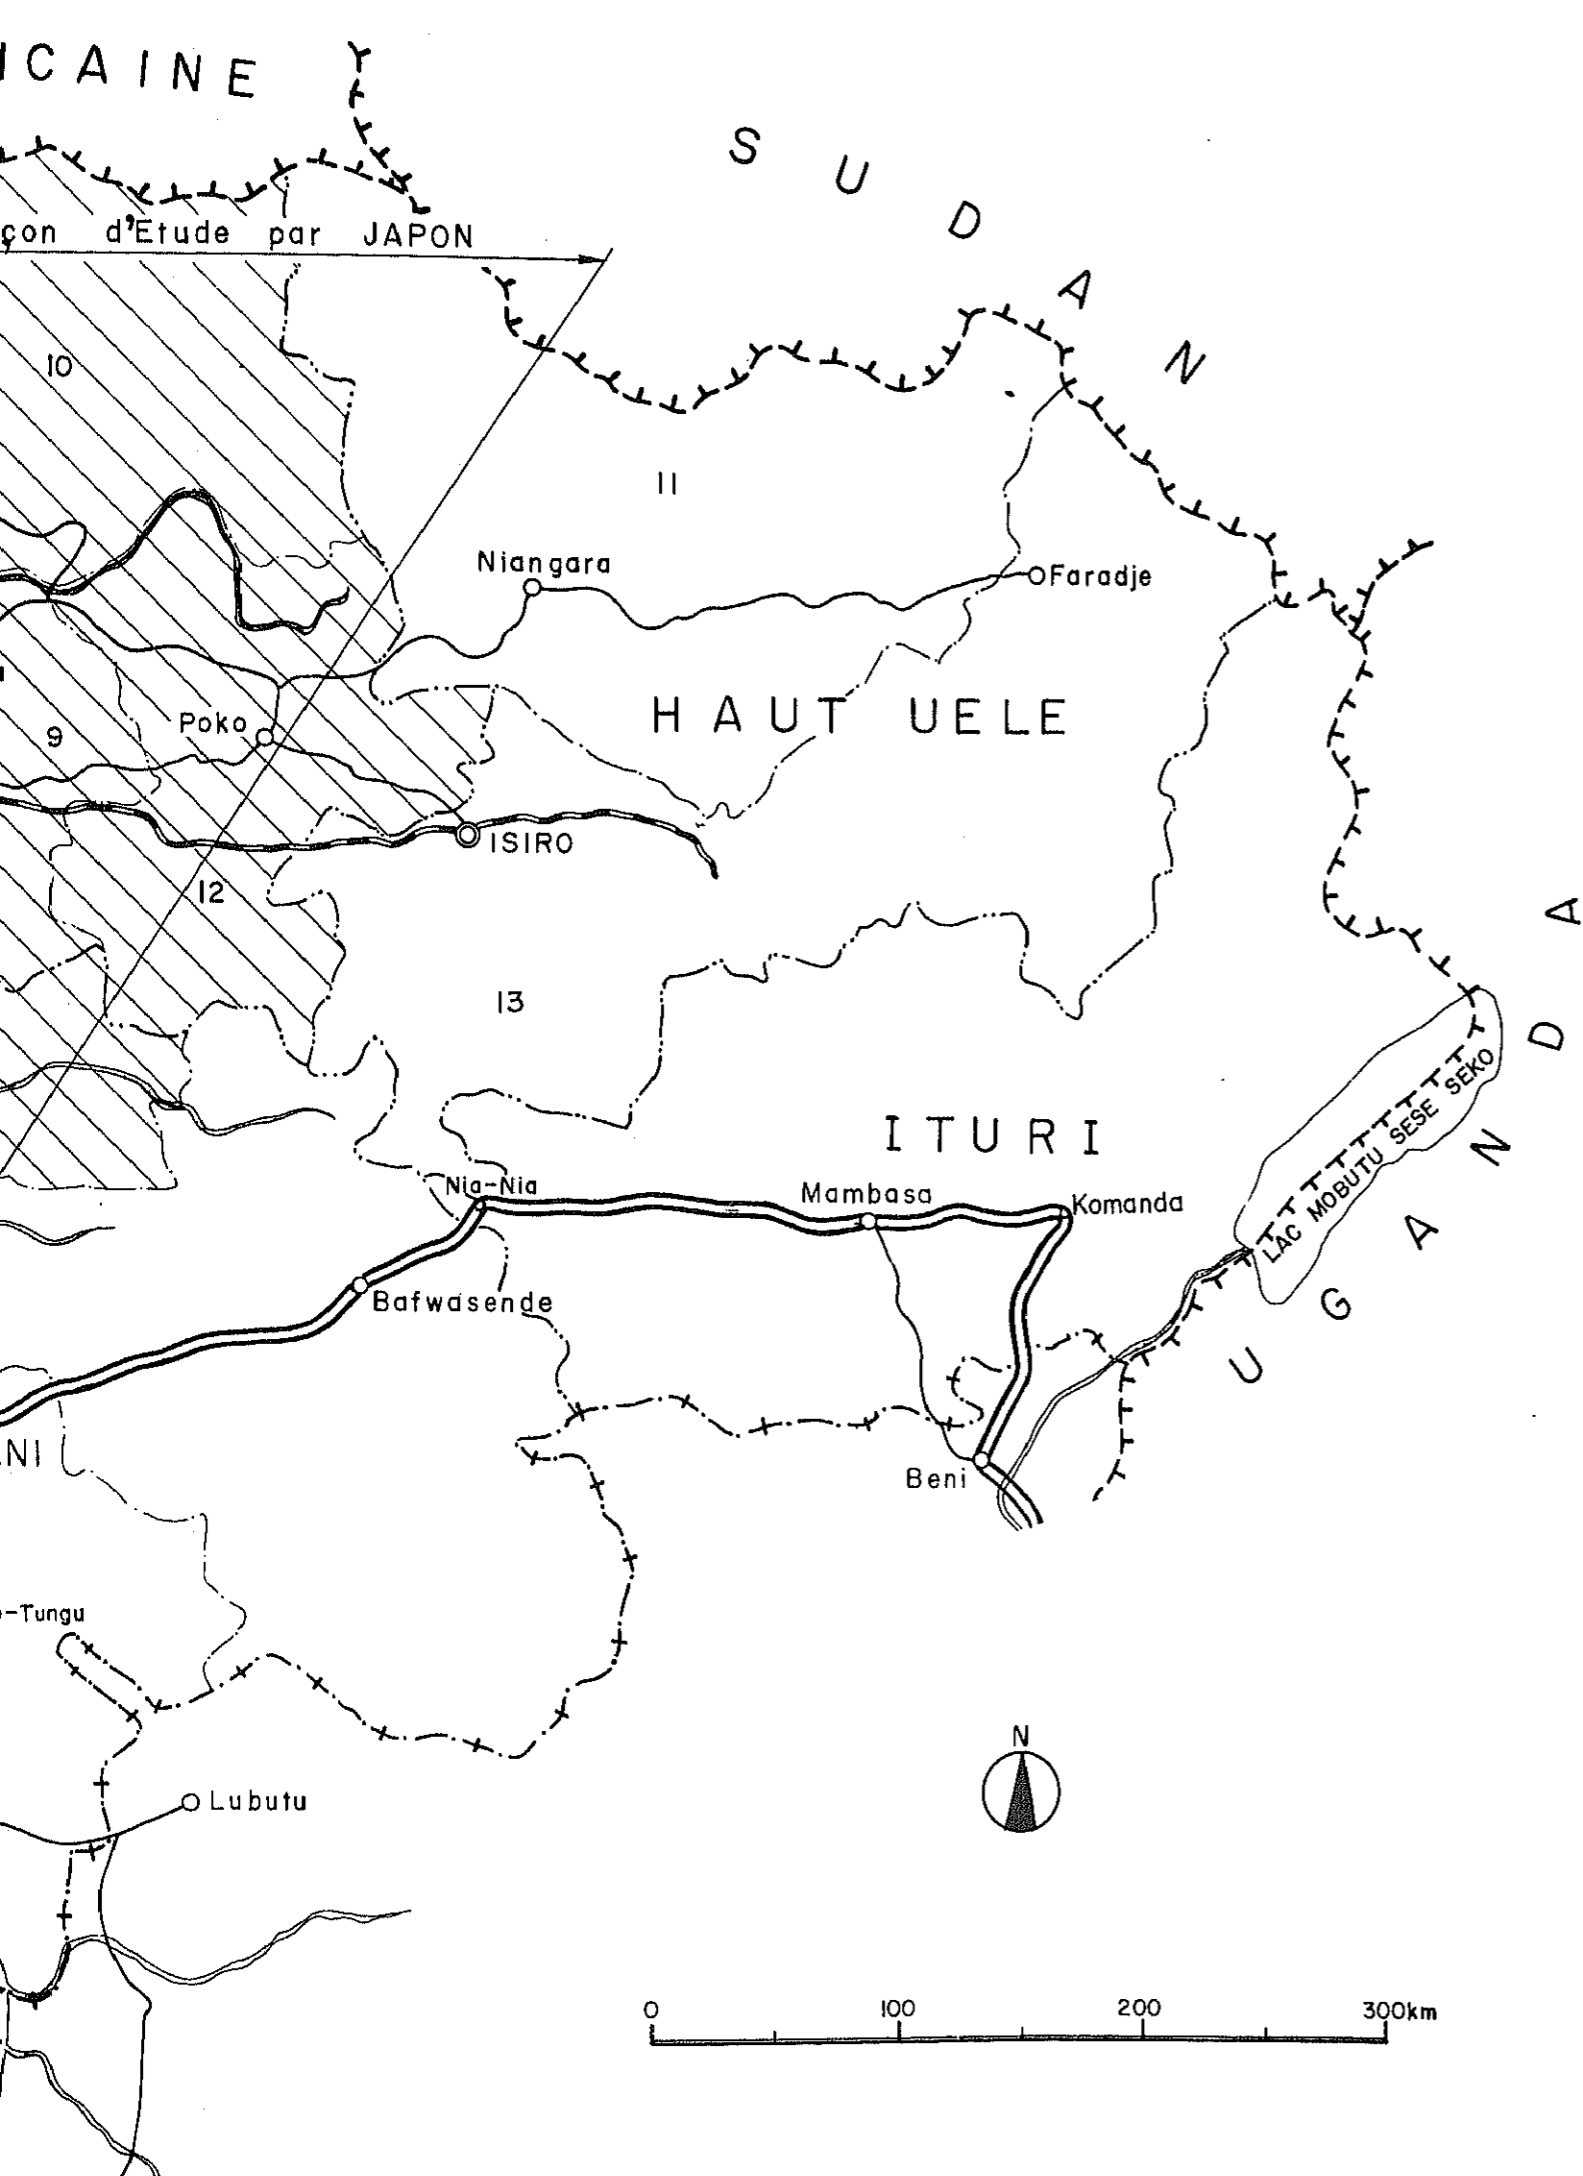 ICAINE
SUDAN
çon d'Etude par JAPON
10
11
Niangara
Faradje
HAUT UELE
Poko
9
ISIRO
12
13
UGANDA
LAC MOBUTU SESE SEKO
ITURI
Nia-Nia
Mambasa
Komanda
Bafwasende
NI
Beni
-Tungu
N
Lubutu
0 100 200 300km